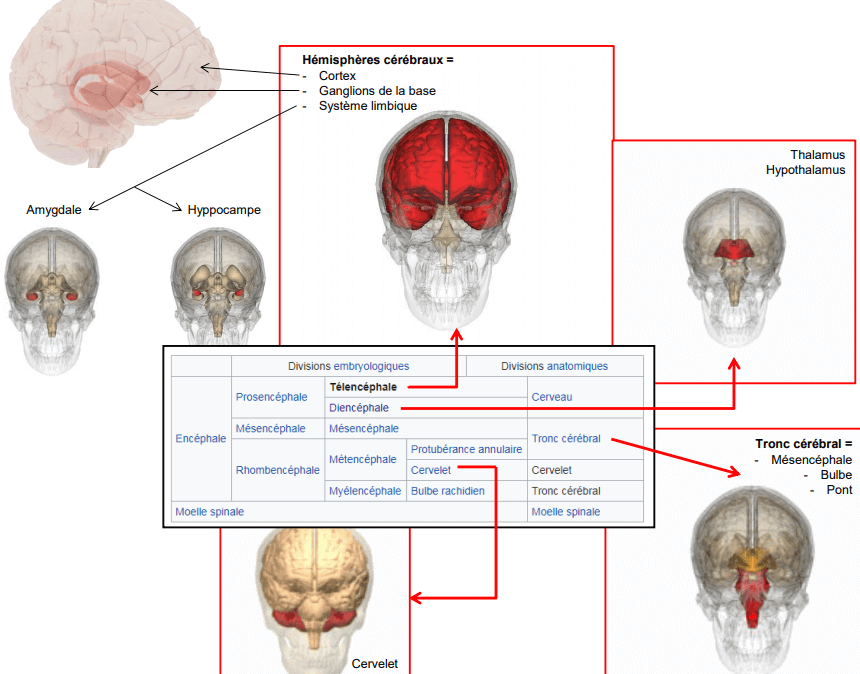 Hémisphères cérébraux =
- Cortex
- Ganglions de la base
- Système limbique
Thalamus
Hypothalamus
Amygdale
Hyppocampe
Divisions embryologiques
Divisions anatomiques
Encéphale
Prosencéphale
Télencéphale
Diencéphale
Cerveau
Mésencéphale
Mésencéphale
Tronc cérébral
Rhombencéphale
Métencéphale
Protubérance annulaire
Cervelet
Cervelet
Myélencéphale
Bulbe rachidien
Tronc cérébral
Moelle spinale
Moelle spinale
Tronc cérébral =
- Mésencéphale
- Bulbe
- Pont
Cervelet